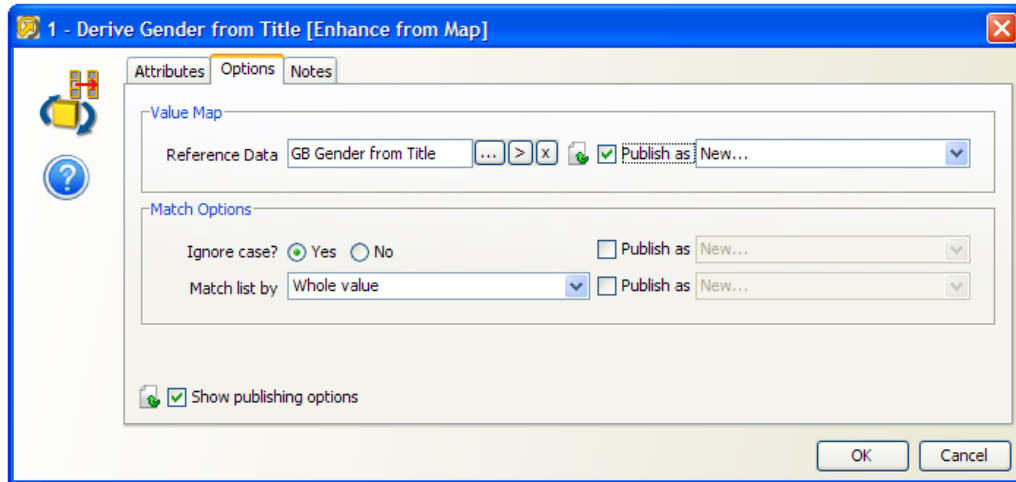 1 - Derive Gender from Title [Enhance from Map]
Attributes Options Notes
Value Map
Reference Data GB Gender from Title ... > x Publish as New...
Match Options
Ignore case? Yes No Publish as New...
Match list by Whole value Publish as New...
Show publishing options
OK Cancel